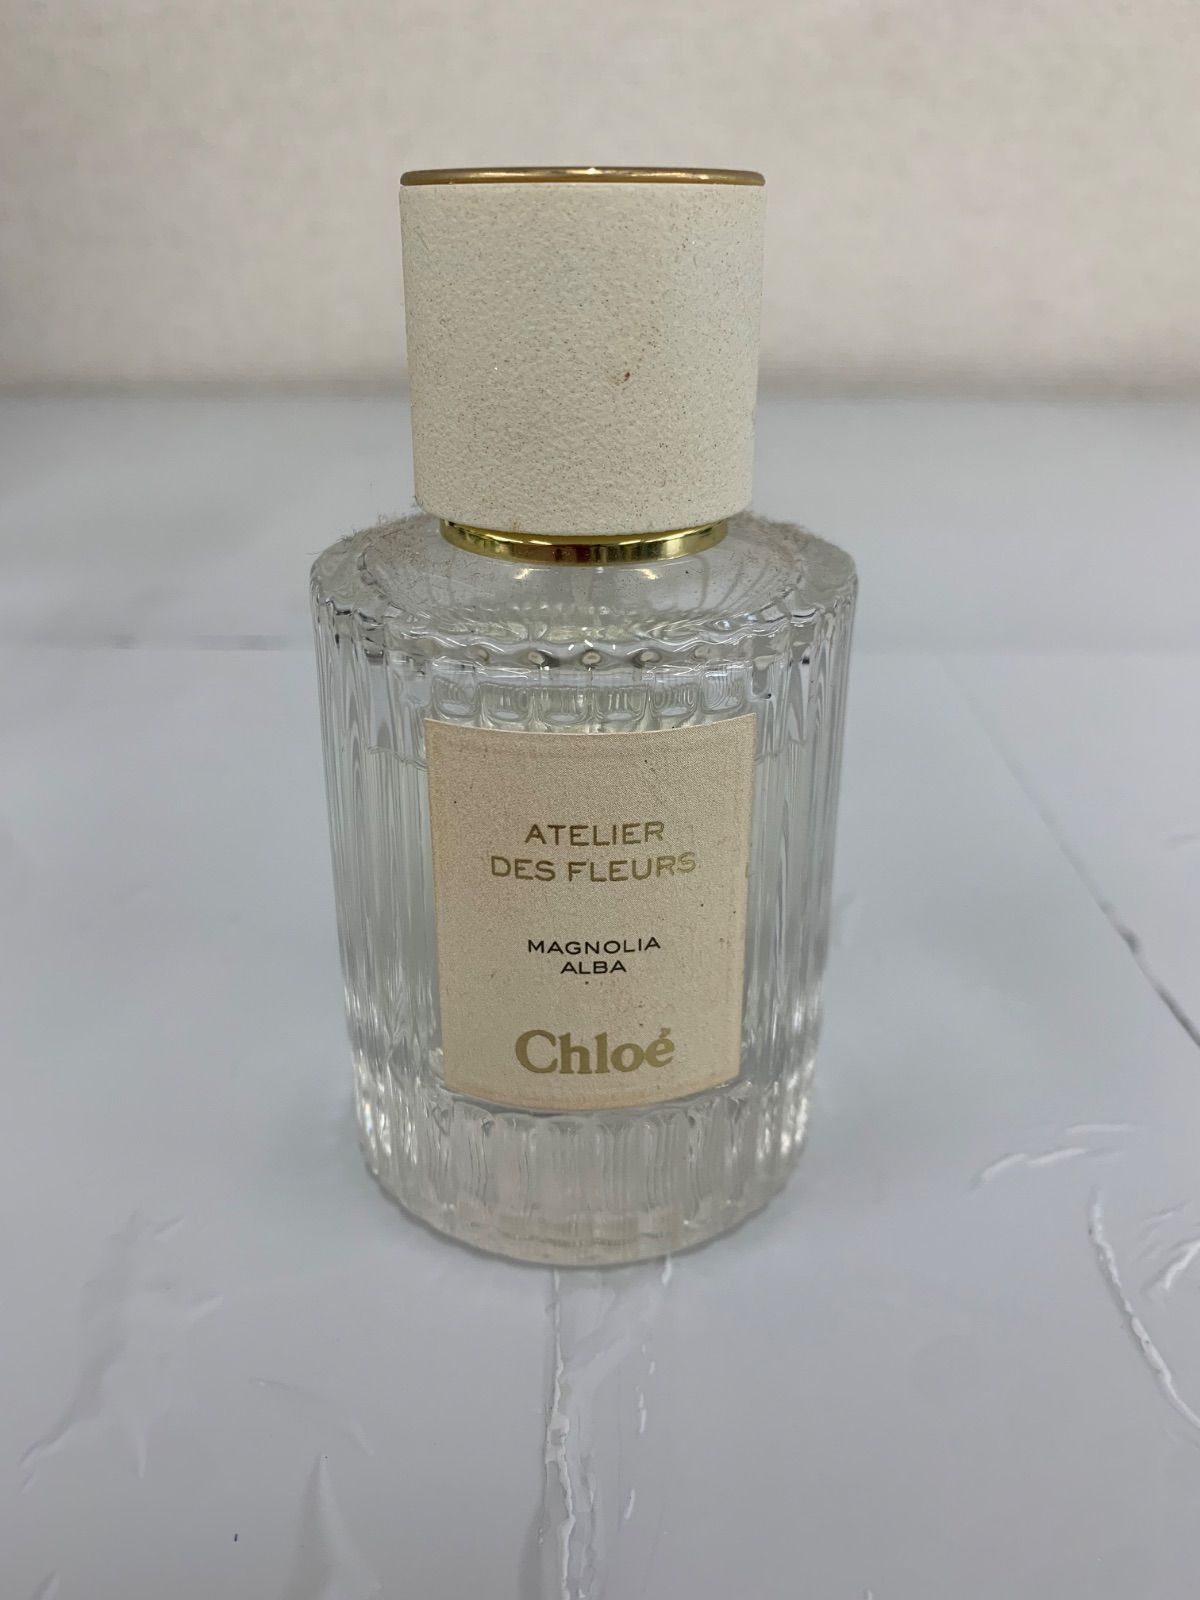 ATELIER
DES FLEURS
MAGNOLIA
ALBA
Chloé